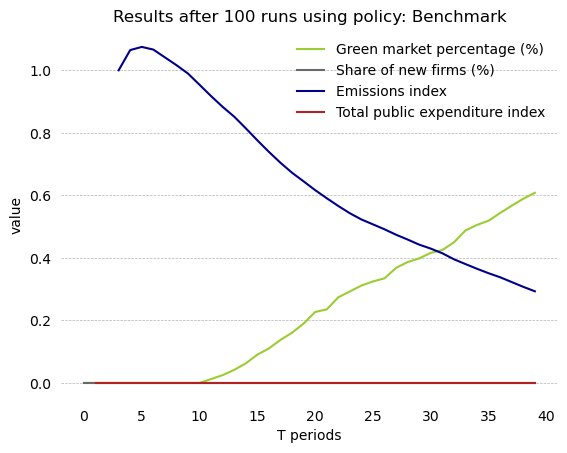 Results after 100 runs using policy: Benchmark
Green market percentage (%)
Share of new firms (%)
Emissions index
Total public expenditure index
value
1.0
0.8
0.6
0.4
0.2
0.0
0 5 10 15 20 25 30 35 40
T periods